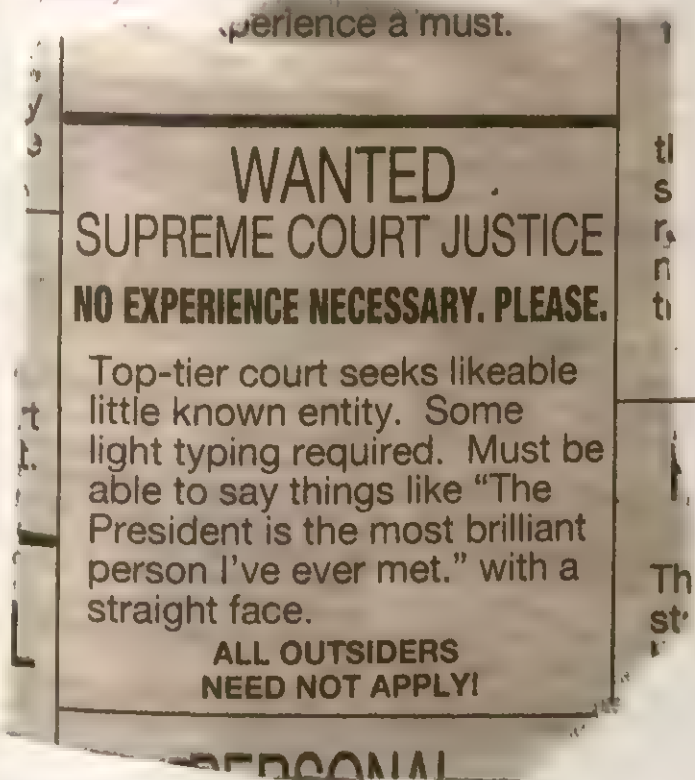 a must.
WANTED
SUPREME COURT JUSTICE
NO EXPERIENCE NECESSARY. PLEASE.
Top-tier court seeks likeable
little known entity. Some
light typing required. Must be
able to say things like “The
President is the most brilliant
person I've ever met.” with a
straight face.
ALL OUTSIDERS
NEED NOT APPLY!
PERSONAL